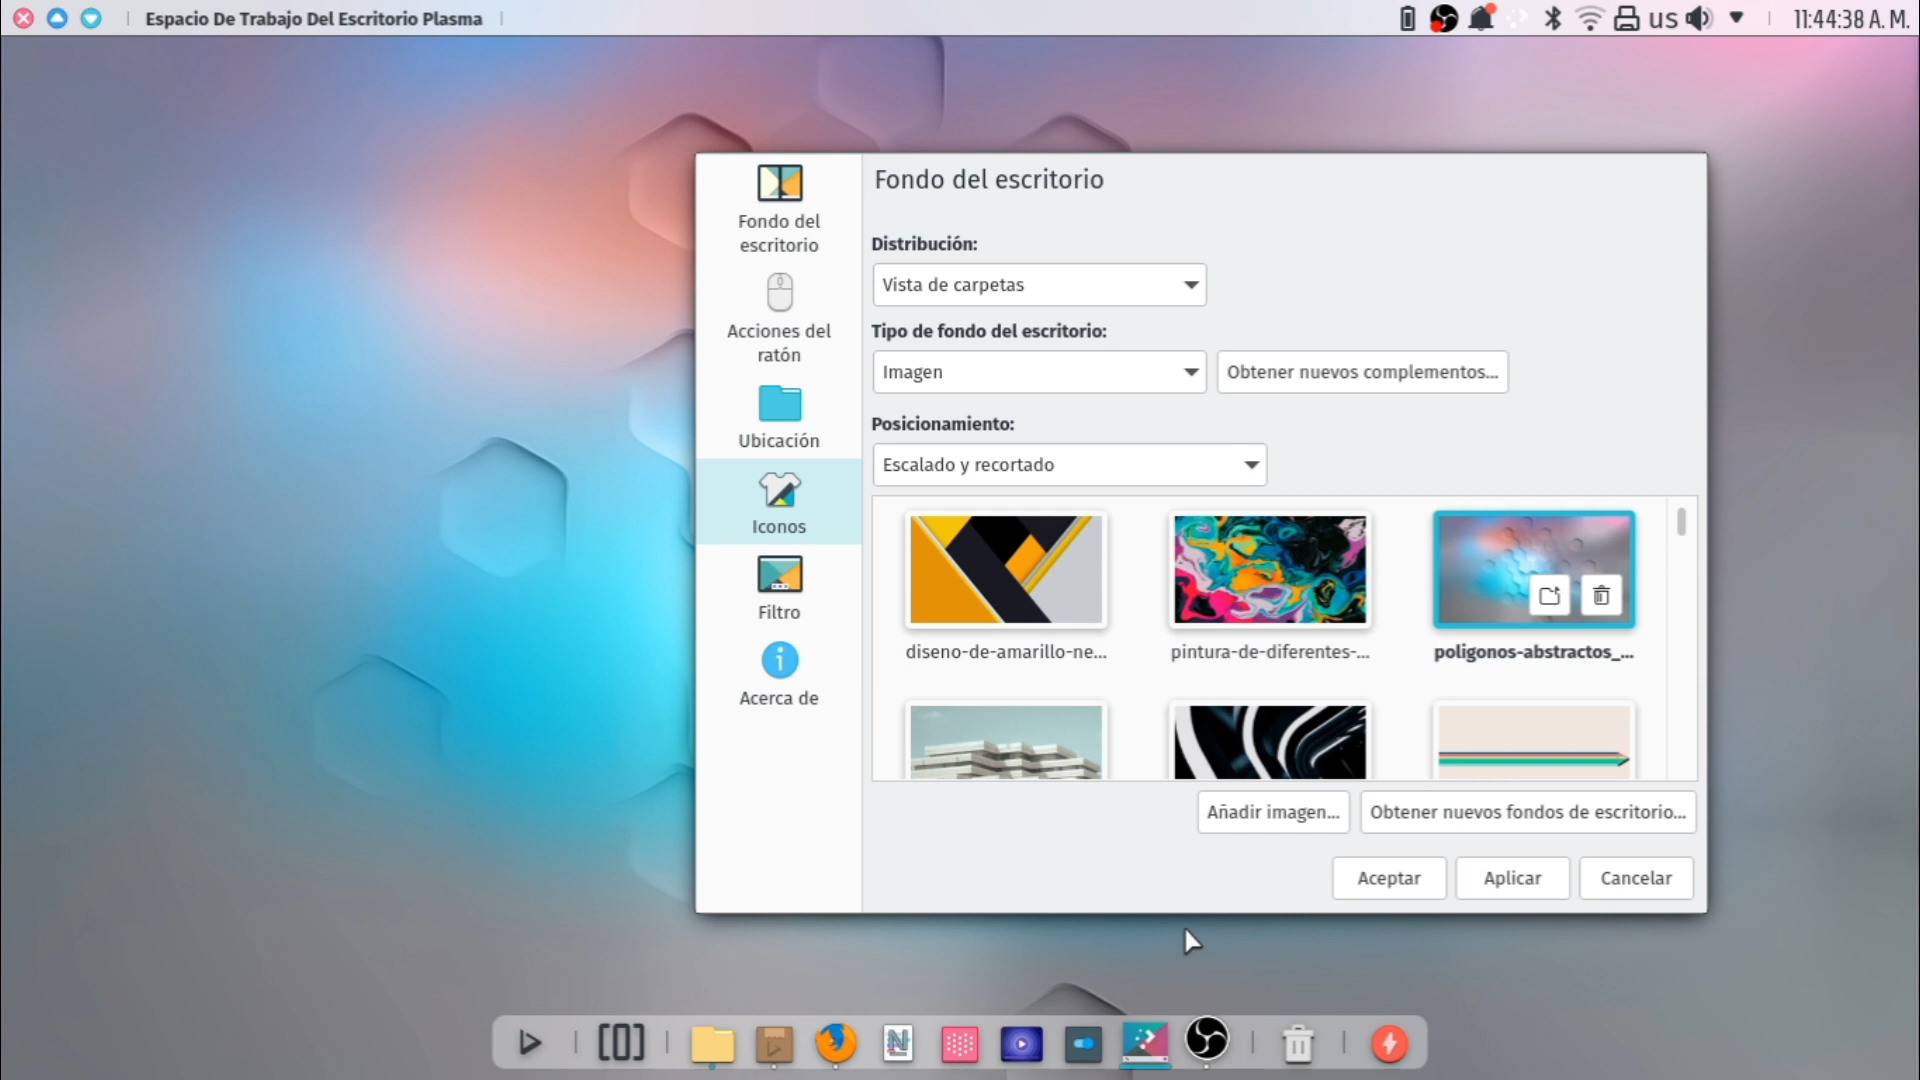 Espacio De Trabajo Del Escritorio Plasma
us
11:44:38 A. M.
Fondo del
escritorio
Acciones del
ratón
Ubicación
Iconos
Filtro
Acerca de
Fondo del escritorio
Distribución:
Vista de carpetas
Tipo de fondo del escritorio:
Imagen
Obtener nuevos complementos...
Posicionamiento:
Escalado y recortado
diseno-de-amarillo-ne...
pintura-de-diferentes-...
poligonos-abstractos_...
Añadir imagen...
Obtener nuevos fondos de escritorio...
Aceptar
Aplicar
Cancelar